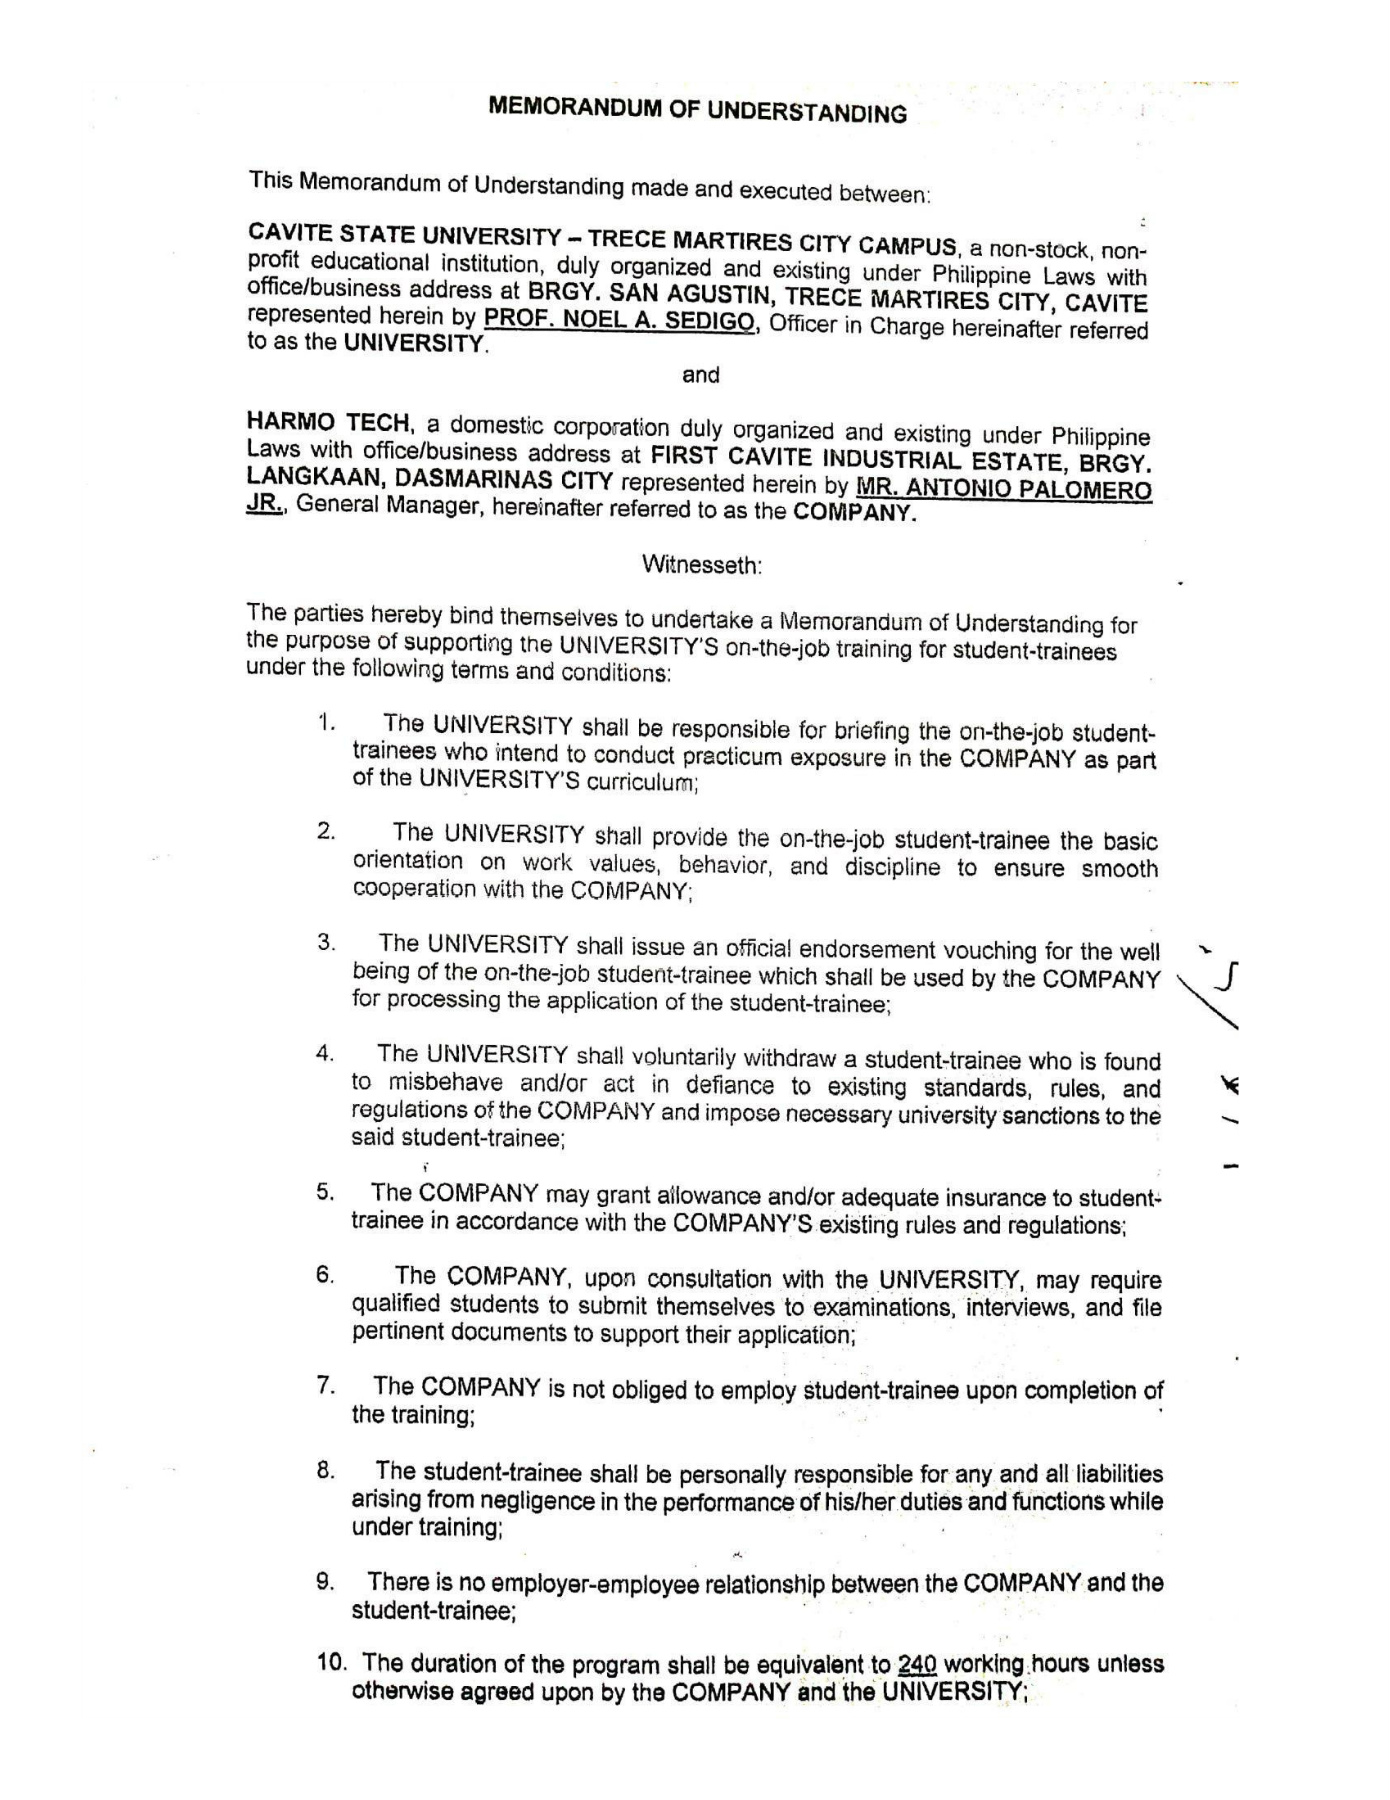 MEMORANDUM OF UNDERSTANDING
This Memorandum of Understanding made and executed between:
CAVITE STATE UNIVERSITY – TRECE MARTIRES CITY CAMPUS, a non-stock, non-
profit educational institution, duly organized and existing under Philippine Laws with
office/business address at BRGY. SAN AGUSTIN, TRECE MARTIRES CITY, CAVITE
represented herein by PROF. NOEL A. SEDIGO, Officer in Charge hereinafter referred
to as the UNIVERSITY.
and
HARMO TECH, a domestic corporation duly organized and existing under Philippine
Laws with office/business address at FIRST CAVITE INDUSTRIAL ESTATE, BRGY.
LANGKAAN, DASMARINAS CITY represented herein by MR. ANTONIO PALOMERO
JR., General Manager, hereinafter referred to as the COMPANY.
Witnesseth:
The parties hereby bind themselves to undertake a Memorandum of Understanding for
the purpose of supporting the UNIVERSITY'S on-the-job training for student-trainees
under the following terms and conditions:
1. The UNIVERSITY shall be responsible for briefing the on-the-job student-
trainees who intend to conduct practicum exposure in the COMPANY as part
of the UNIVERSITY'S curriculum;
2. The UNIVERSITY shall provide the on-the-job student-trainee the basic
orientation on work values, behavior, and discipline to ensure smooth
cooperation with the COMPANY;
3. The UNIVERSITY shall issue an official endorsement vouching for the well
being of the on-the-job student-trainee which shall be used by the COMPANY
for processing the application of the student-trainee;
4. The UNIVERSITY shall voluntarily withdraw a student-trainee who is found
to misbehave and/or act in defiance to existing standards, rules, and
regulations of the COMPANY and impose necessary university sanctions to the
said student-trainee;
5. The COMPANY may grant allowance and/or adequate insurance to student-
trainee in accordance with the COMPANY'S existing rules and regulations;
6. The COMPANY, upon consultation with the UNIVERSITY, may require
qualified students to submit themselves to examinations, interviews, and file
pertinent documents to support their application;
7. The COMPANY is not obliged to employ student-trainee upon completion of
the training;
8. The student-trainee shall be personally responsible for any and all liabilities
arising from negligence in the performance of his/her duties and functions while
under training;
9. There is no employer-employee relationship between the COMPANY and the
student-trainee;
10. The duration of the program shall be equivalent to 240 working hours unless
otherwise agreed upon by the COMPANY and the UNIVERSITY;